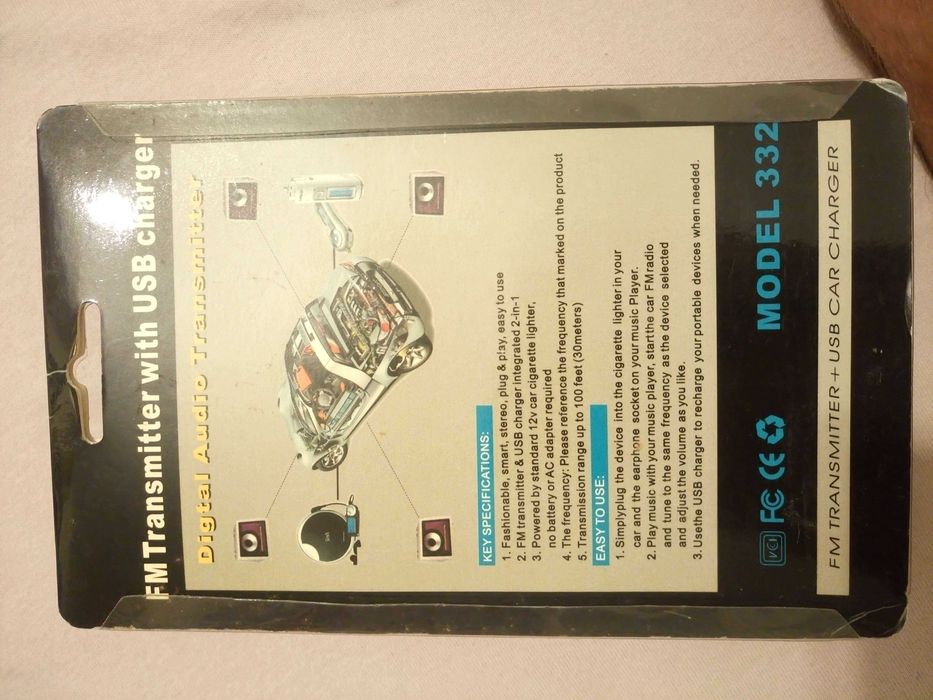 FM Transmitter with USB charger
Digtal Audio Transmitter
KEY SPECIFICATIONS:
1. Fashionable, smart, stereo, plug & play, easy to use
2. FM transmitter & USB charger integrated 2-in-1
3. Powered by standard 12v car cigarette lighter,
no battery or AC adapter required
4. The frequency: Please reference the frequency that marked on the product
5. Transmission range up to 100 feet (30meters)
EASY TO USE:
1. Simplyplug the device into the cigarette lighter in your
car and the earphone socket on your music Player.
2. Play music with your music player, start the car FM radio
and tune to the same frequency as the device selected
and adjust the volume as you like.
3. Usethe USB charger to recharge your portable devices when needed.
FC CE MODEL 332
FM TRANSMITTER + USB CAR CHARGER